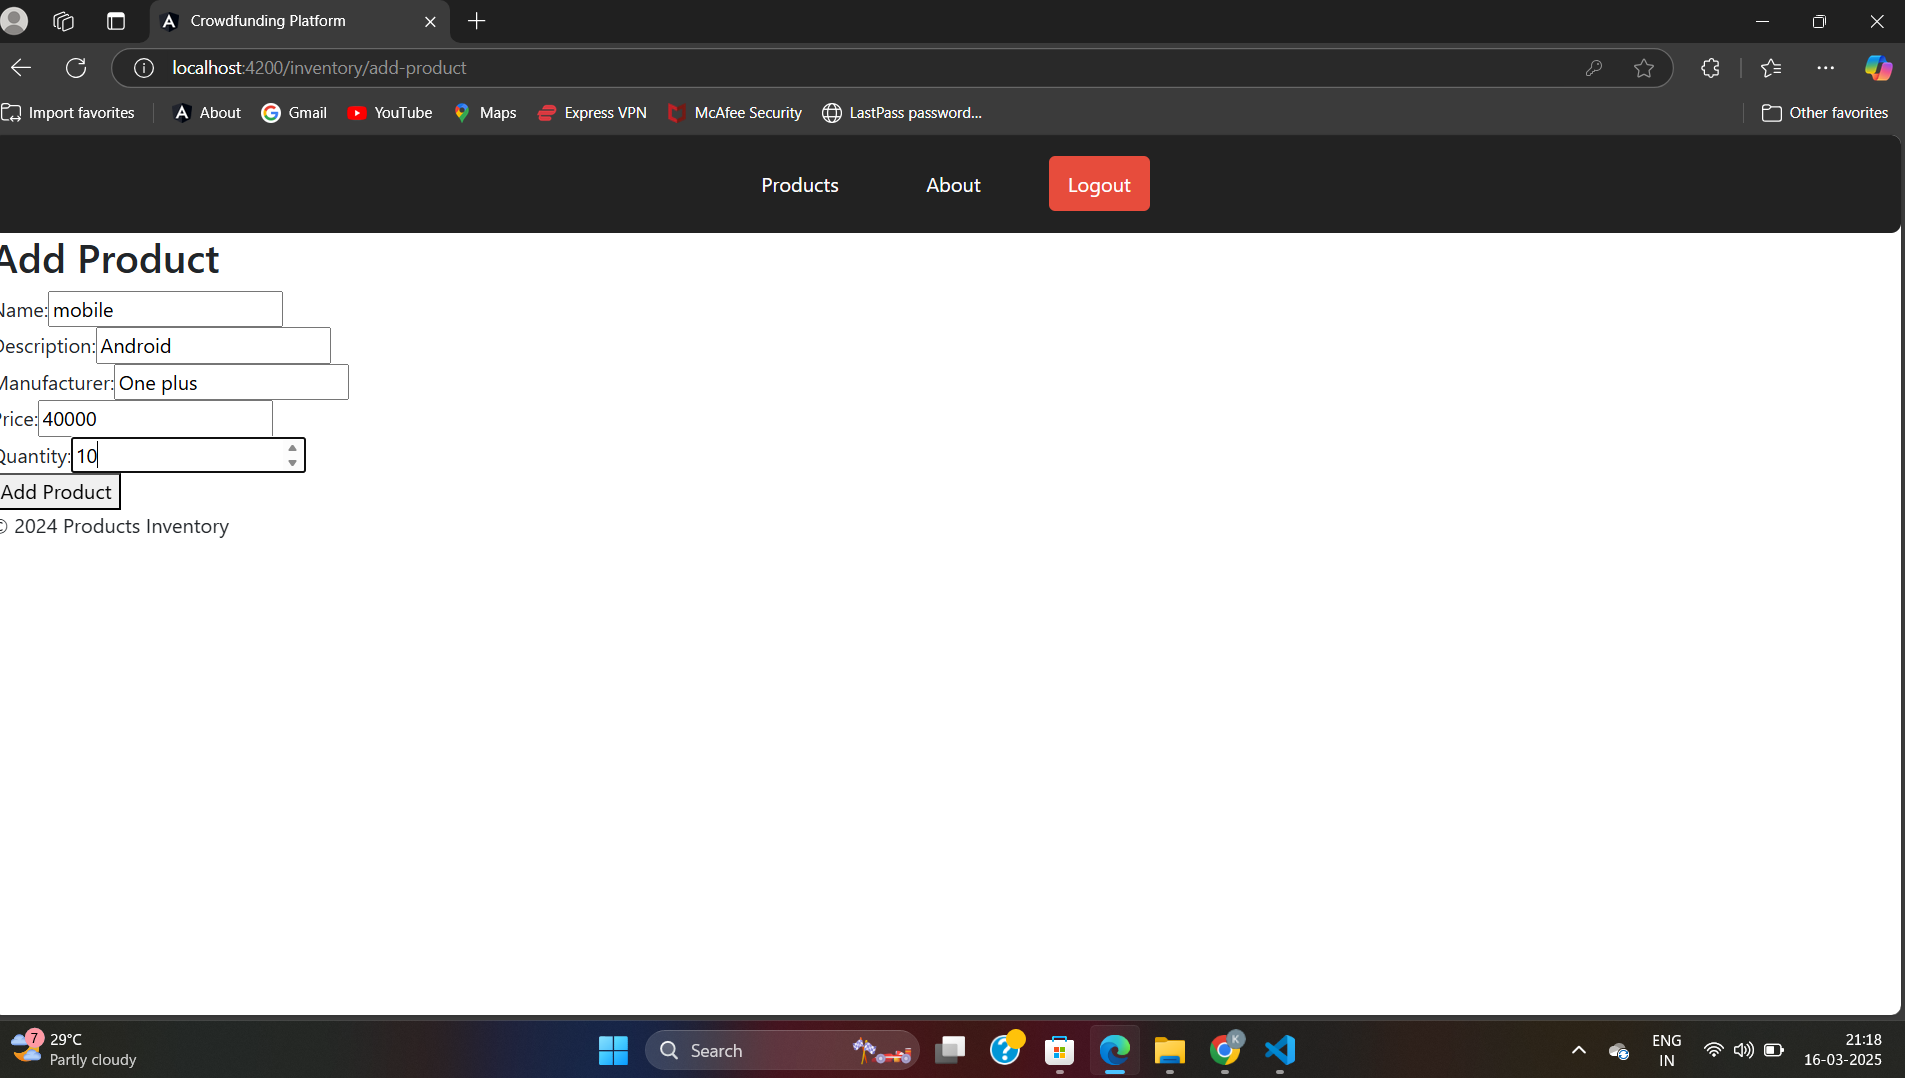 Crowdfunding Platform
localhost:4200/inventory/add-product
Import favorites About Gmail YouTube Maps Express VPN McAfee Security LastPass password... Other favorites
Products About Logout
Add Product
Name: mobile
Description: Android
Manufacturer: One plus
Price: 40000
Quantity: 10
Add Product
© 2024 Products Inventory
7 29°C
Partly cloudy
Search
K
ENG
IN
21:18
16-03-2025